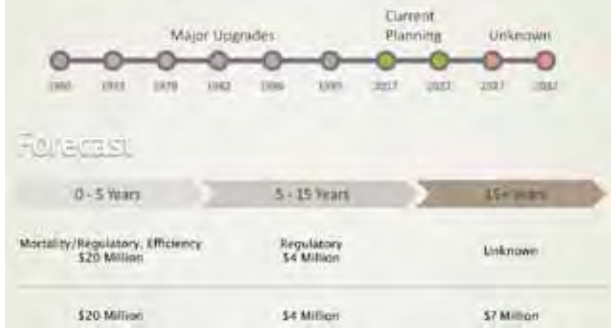 Current
Major Upgrades Planning Unknown
2017
Forecast
0 - 5 Years 5 - 15 Years 15+ Years
Mortality/Regulatory, Efficiency Regulatory Unknown
$20 Million $4 Million
$20 Million $4 Million $? Million